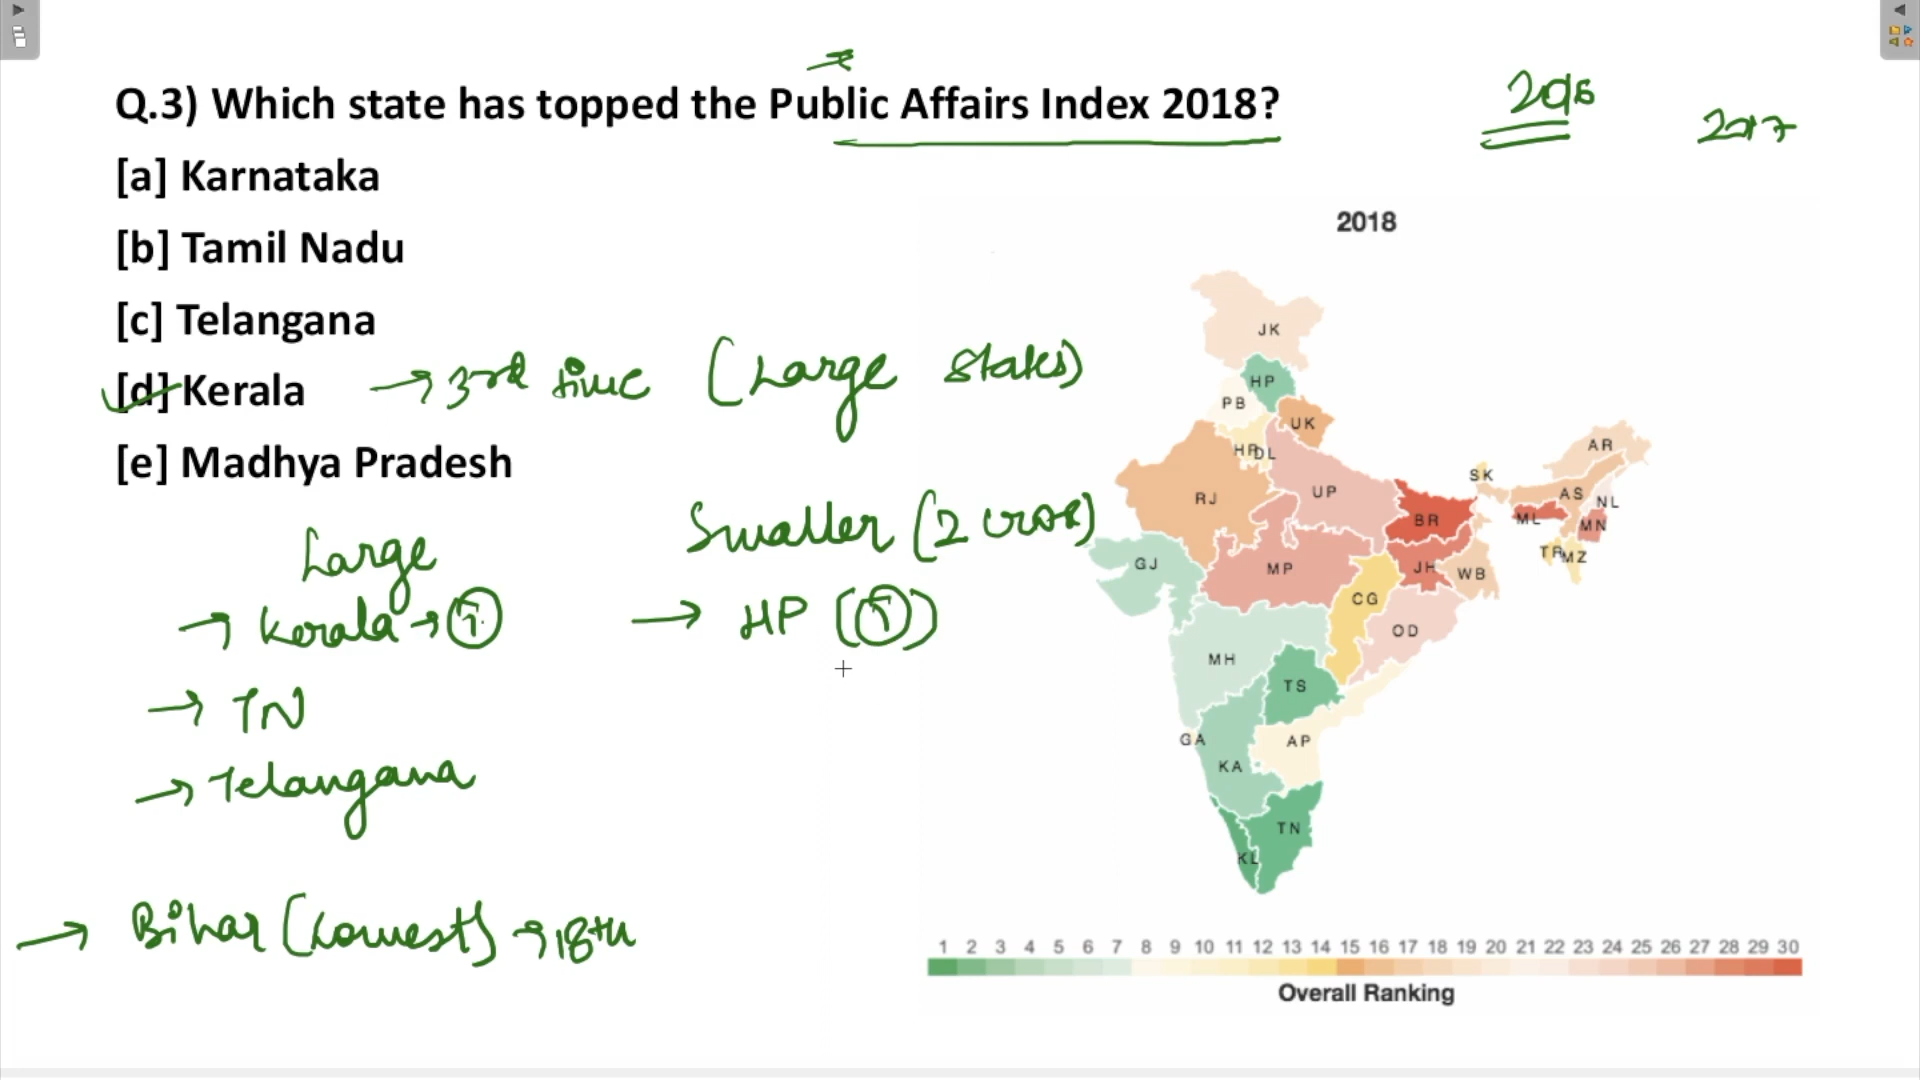 Q.3) Which state has topped the Public Affairs Index 2018?
2016
2017
[a] Karnataka
[b] Tamil Nadu
[c] Telangana
[d] Kerala → 3rd time (Large States)
[e] Madhya Pradesh
Large
→ Kerala → 1
→ TN
→ Telangana
→ Bihar (Lowest) → 18th
Smaller (2 crore)
→ HP (1)
2018
JK
HP
PB
UK
HR
DL
RJ
UP
BR
SK
AR
AS
NL
ML
MN
TR
MZ
GJ
MP
JH
WB
CG
OD
MH
TS
GA
AP
KA
TN
KL
1 2 3 4 5 6 7 8 9 10 11 12 13 14 15 16 17 18 19 20 21 22 23 24 25 26 27 28 29 30
Overall Ranking